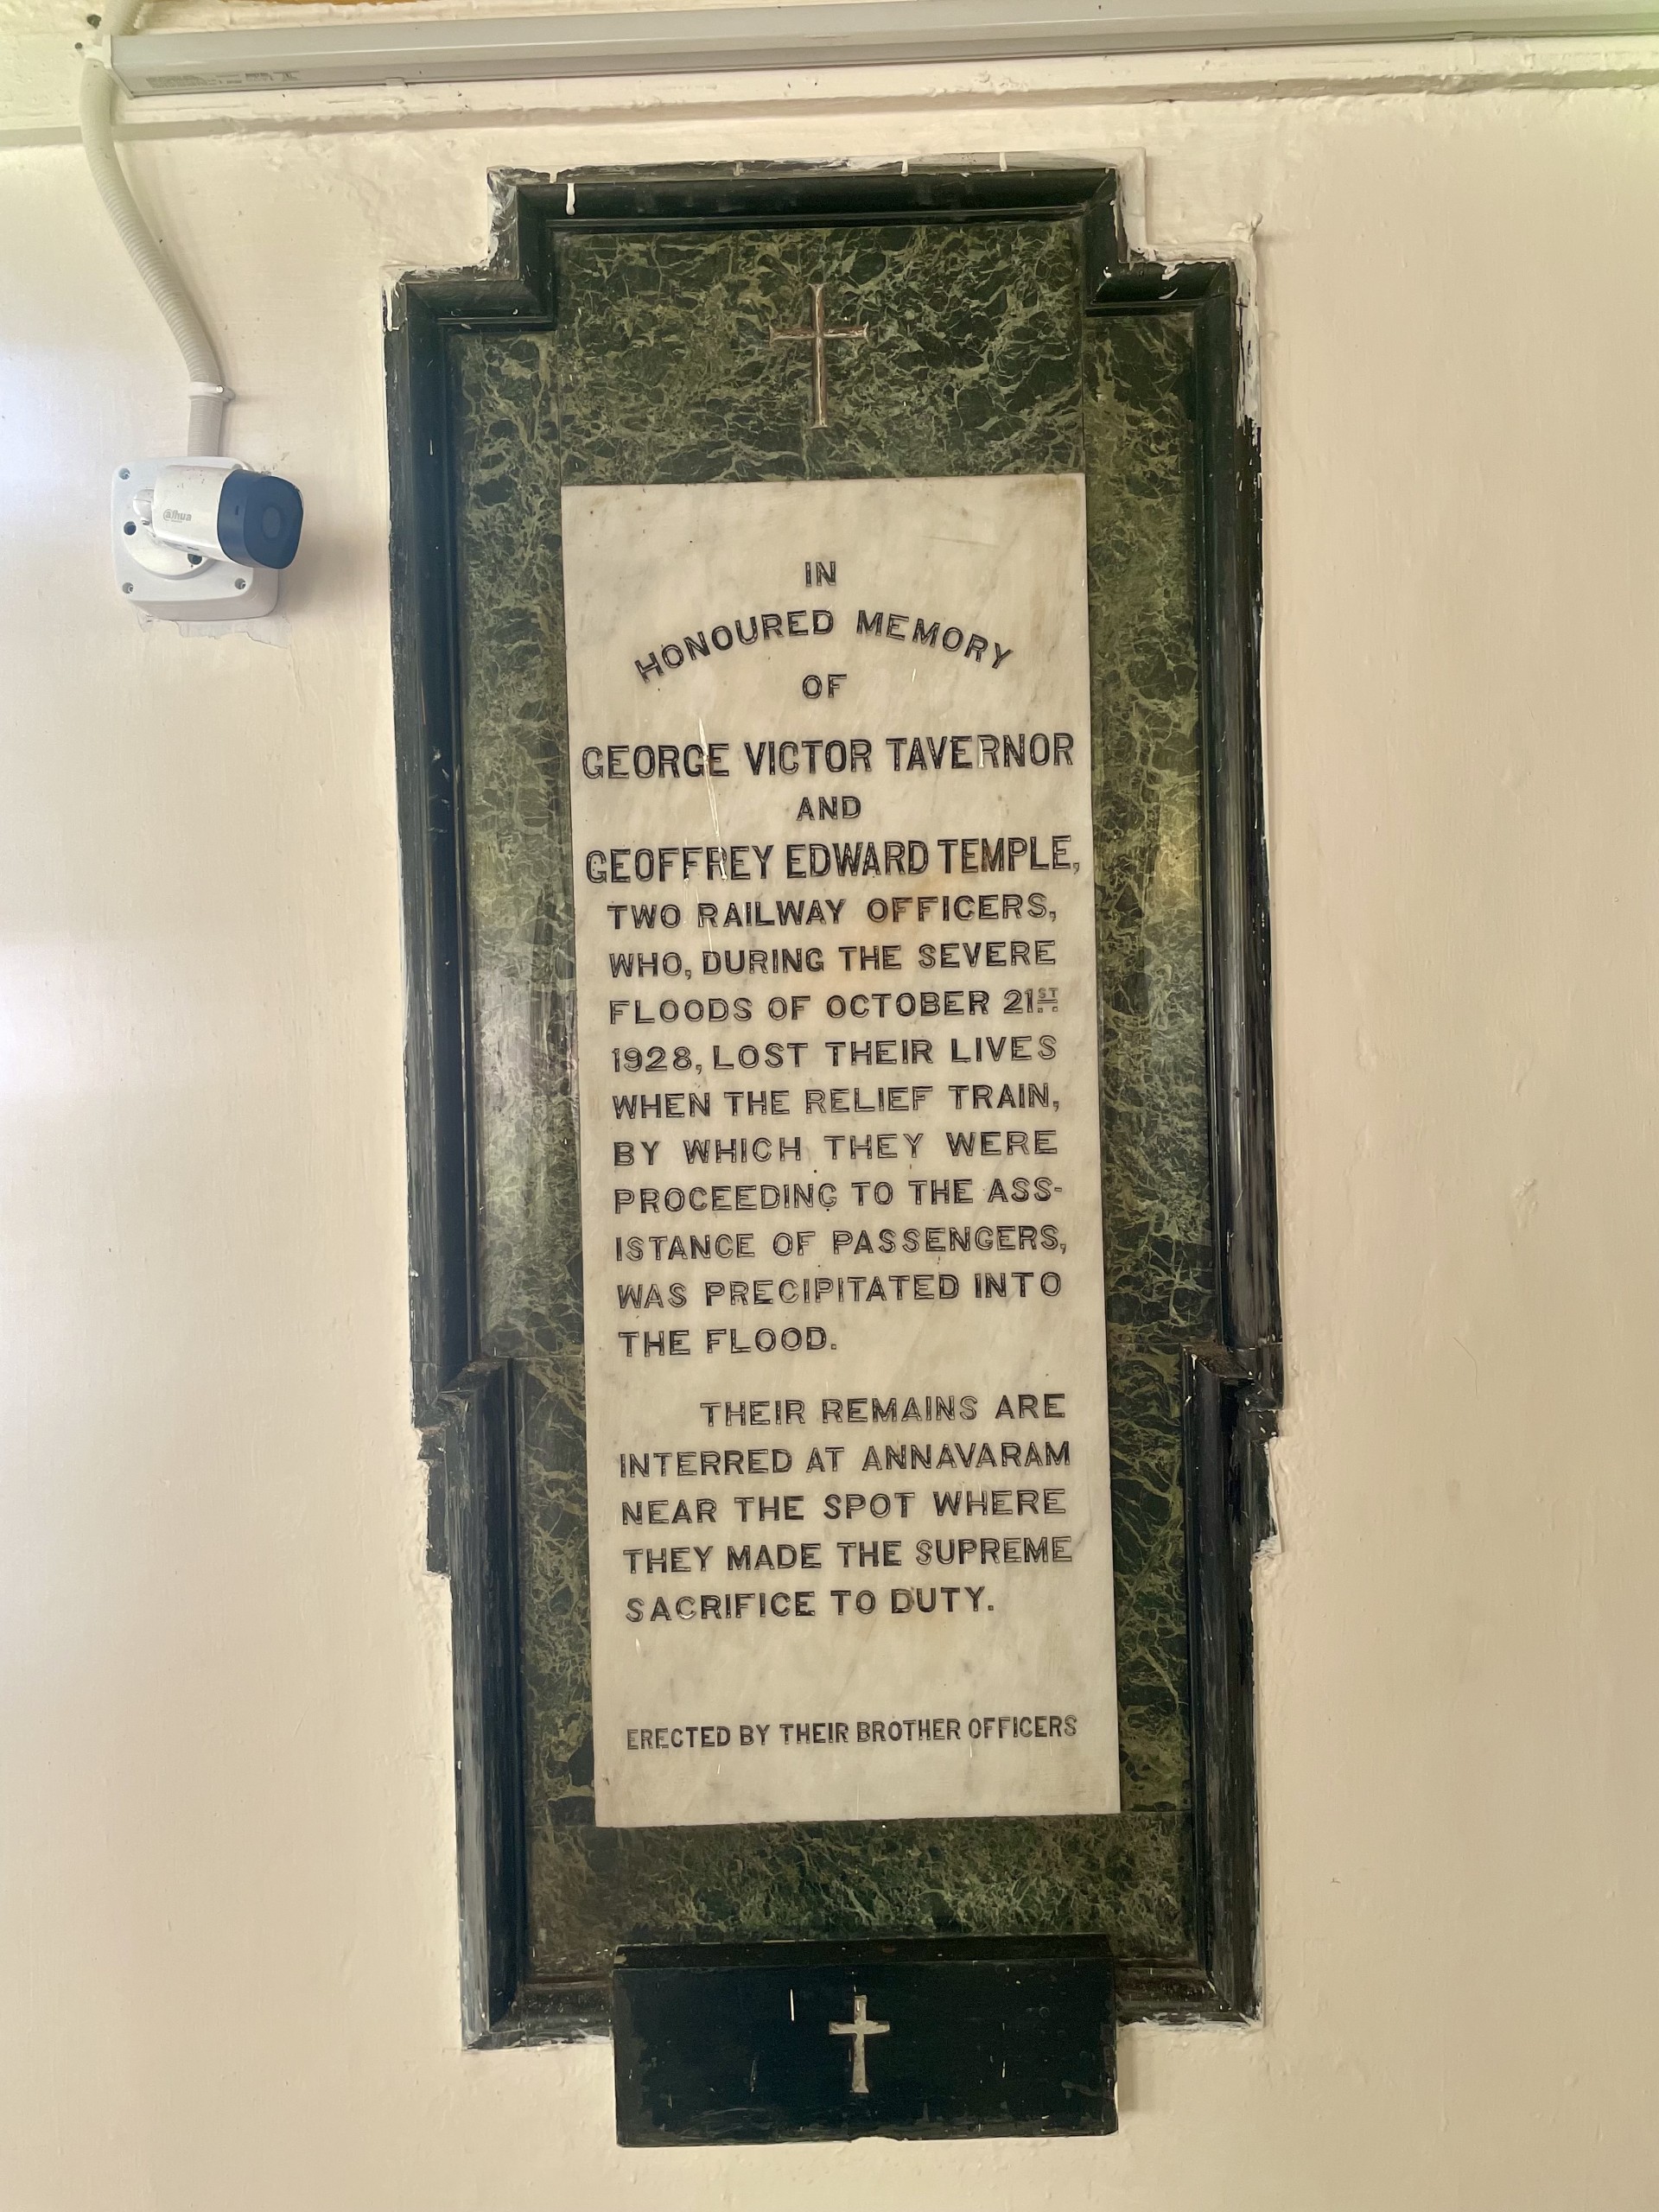 alhua
IN
HONOURED MEMORY
OF
GEORGE VICTOR TAVERNOR
AND
GEOFFREY EDWARD TEMPLE,
TWO RAILWAY OFFICERS,
WHO, DURING THE SEVERE
FLOODS OF OCTOBER 21ST
1928, LOST THEIR LIVES
WHEN THE RELIEF TRAIN,
BY WHICH THEY WERE
PROCEEDING TO THE ASS-
ISTANCE OF PASSENGERS,
WAS PRECIPITATED INTO
THE FLOOD.
THEIR REMAINS ARE
INTERRED AT ANNAVARAM
NEAR THE SPOT WHERE
THEY MADE THE SUPREME
SACRIFICE TO DUTY.
ERECTED BY THEIR BROTHER OFFICERS